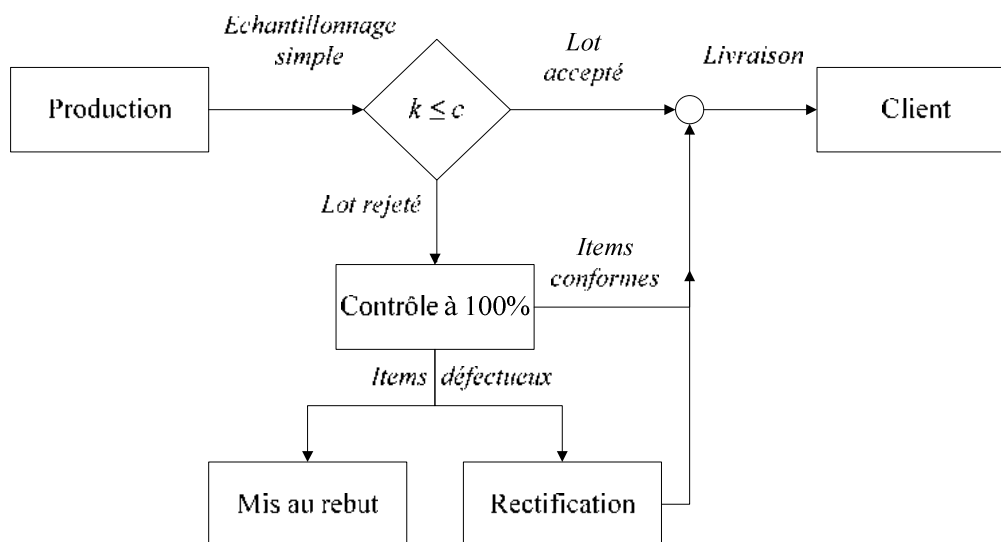 Echantillonnage
simple
Lot
accepté
Livraison
Production
k ≤ c
Client
Lot rejeté
Items
conformes
Contrôle à 100%
Items défectueux
Mis au rebut
Rectification